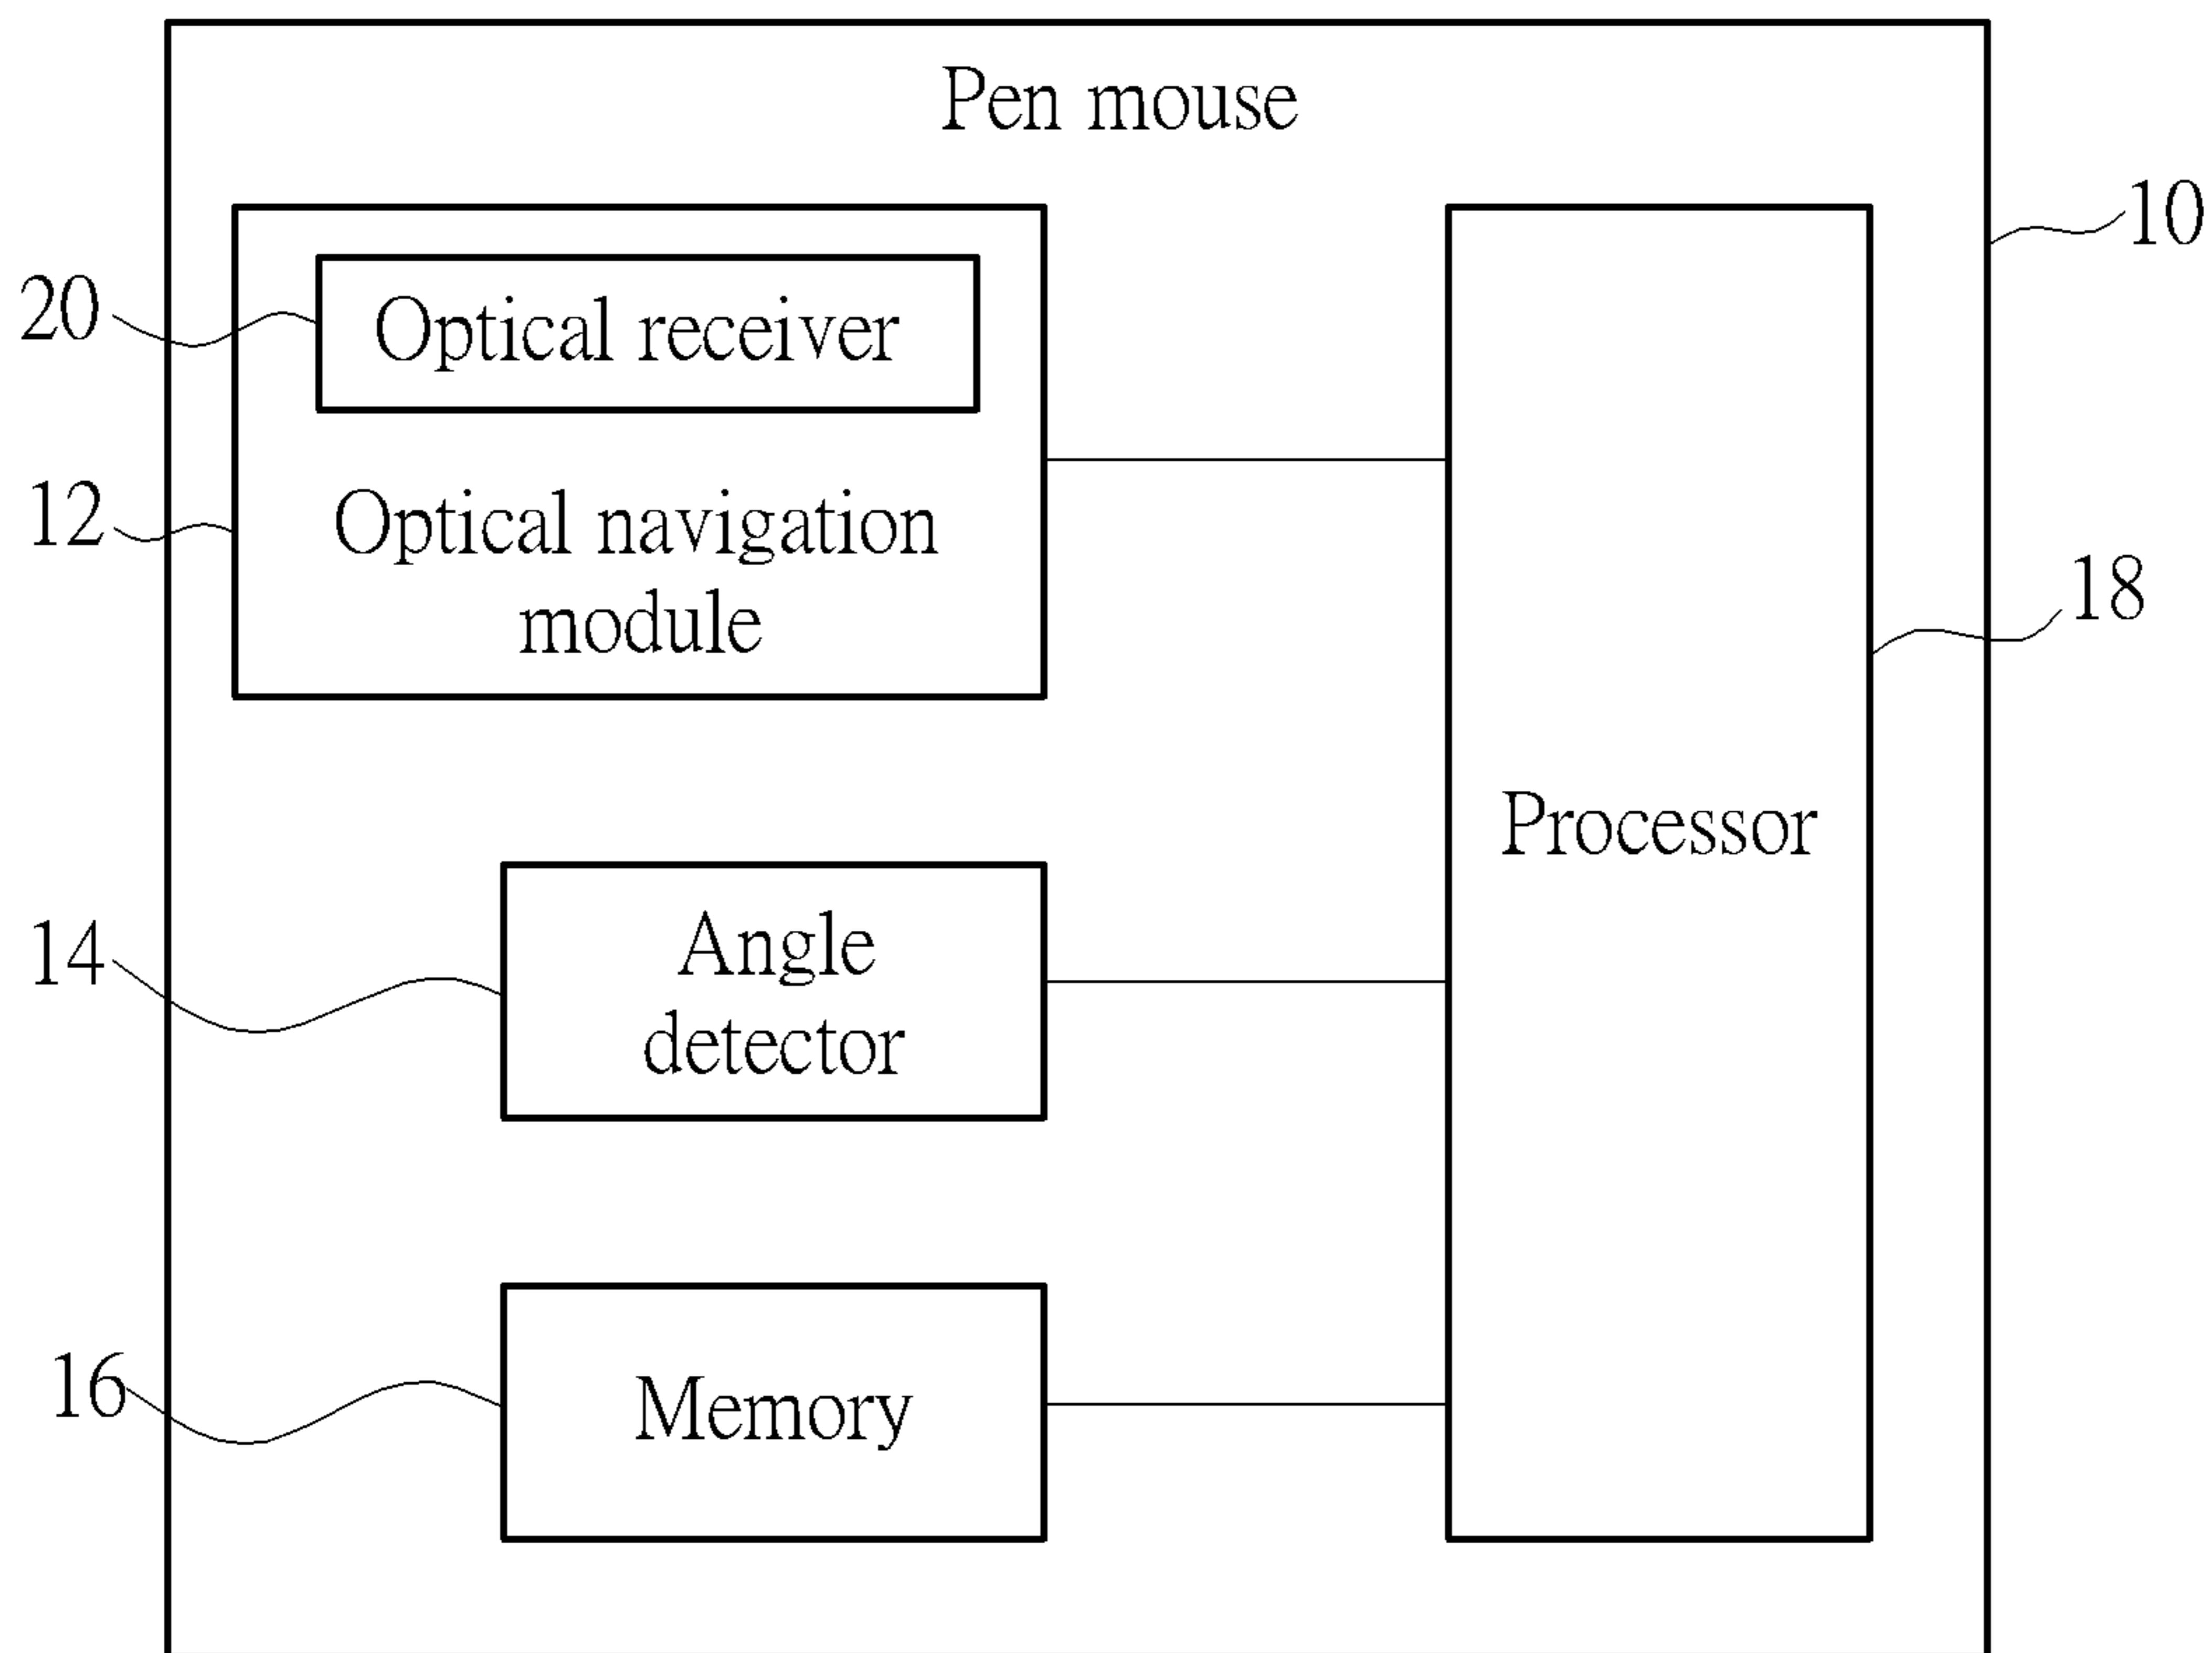 Pen mouse
10
20
Optical receiver
12
Optical navigation
module
18
Processor
14
Angle
detector
16
Memory